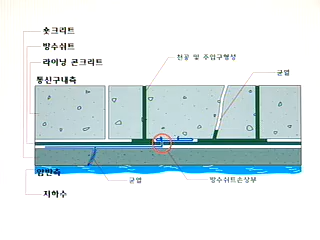 숏크리트
방수쉬트
라이닝 콘크리트
통신구내측
천공 및 주입구형성
균열
암반측
지하수
균열
방수쉬트손상부